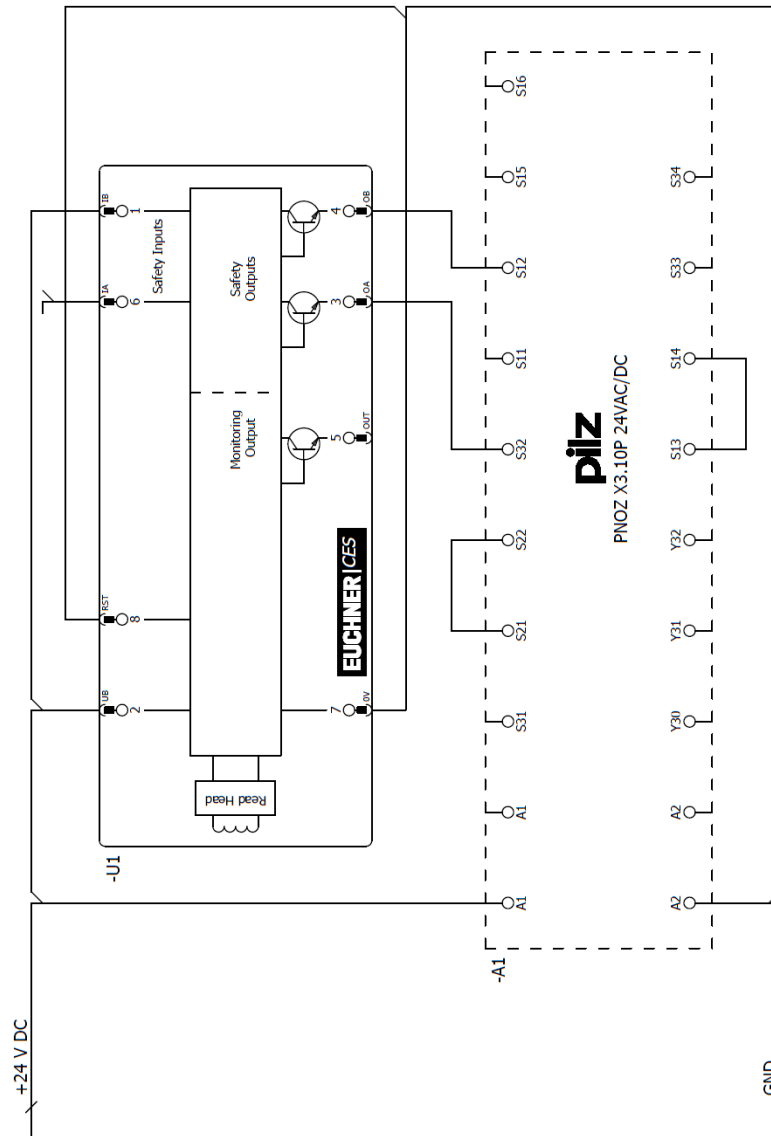 +24 V DC
-U1
UB RST IA IB
2 8 6 1
Safety Inputs
Read Head
Monitoring Safety
Output Outputs
7 5 3 4
0V OUT OA OB
EUCHNER|CES
-A1
A1 A1 S31 S21 S22 S32 S11 S12 S15 S16
pilz
PNOZ X3.10P 24VAC/DC
A2 A2 Y30 Y31 Y32 S13 S14 S33 S34
GND